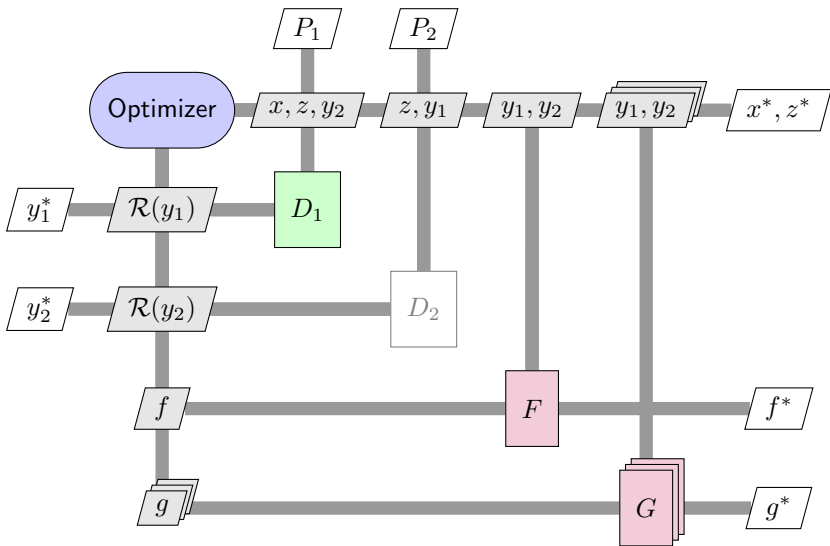 P₁ P₂
Optimizer x, z, y₂ z, y₁ y₁, y₂ y₁, y₂ x*, z*
y₁* ℛ(y₁) D₁
y₂* ℛ(y₂) D₂
f F f*
g G g*